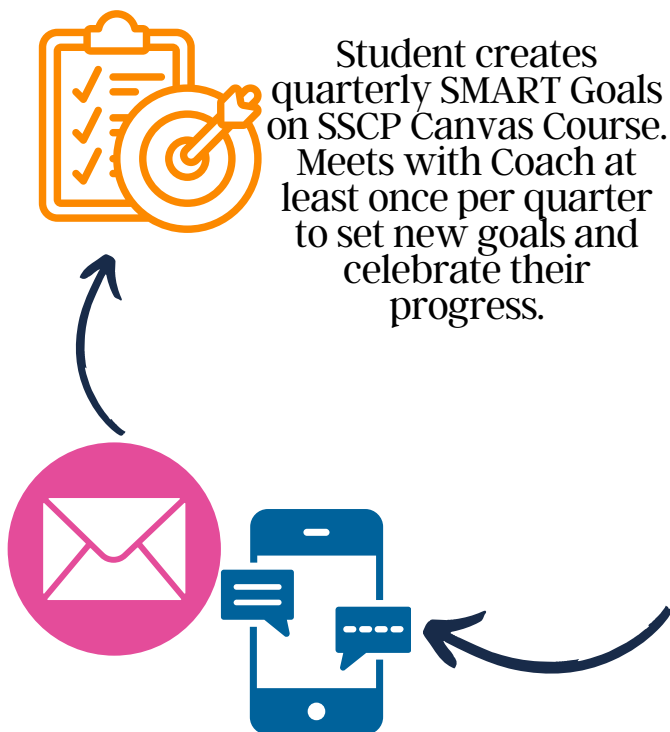 Student creates
quarterly SMART Goals
on SSCP Canvas Course.
Meets with Coach at
least once per quarter
to set new goals and
celebrate their
progress.